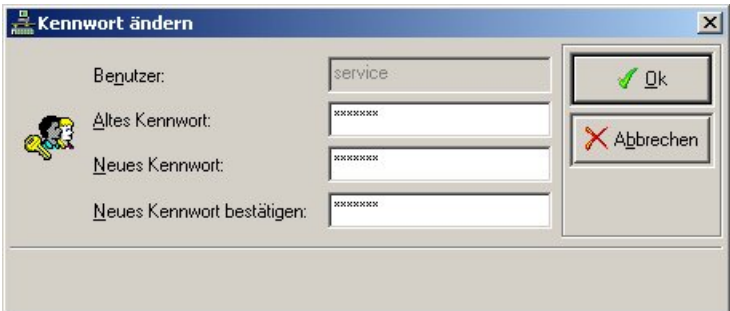 Kennwort ändern
Benutzer: service
Ok
Altes Kennwort: *******
Abbrechen
Neues Kennwort: *******
Neues Kennwort bestätigen: *******